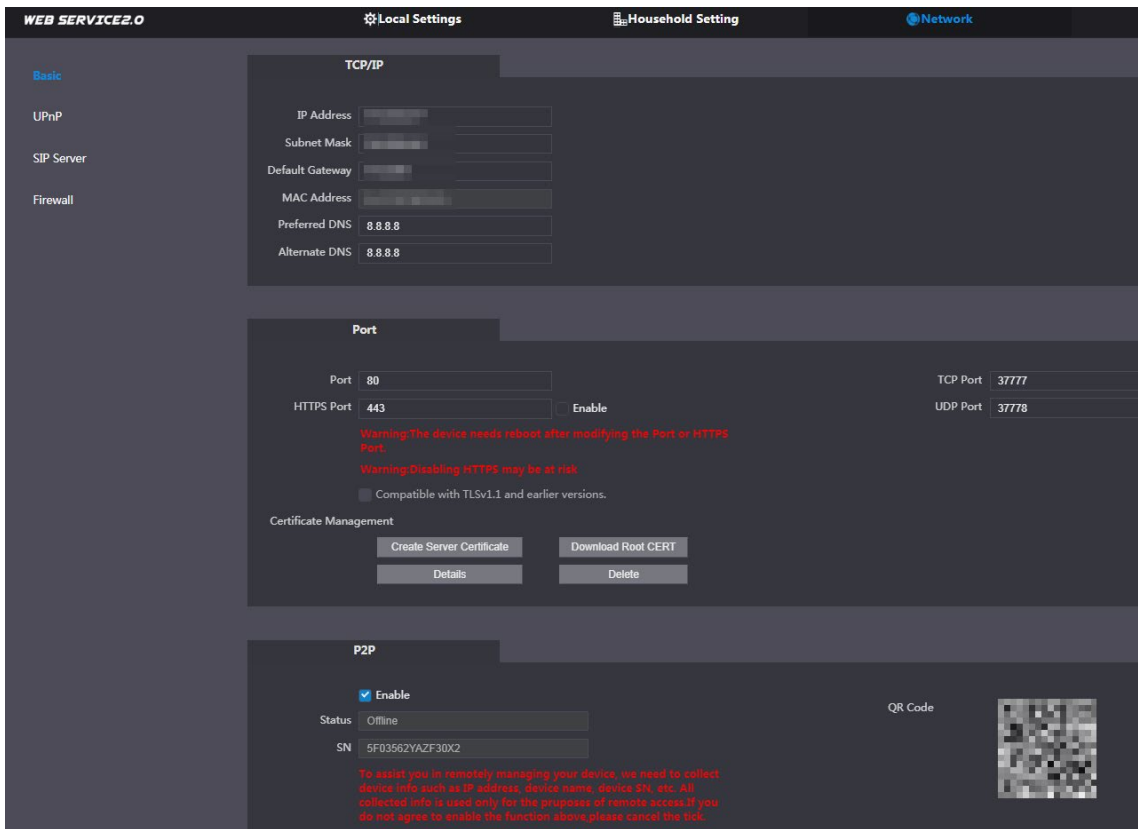 WEB SERVICE2.0
Local Settings
Household Setting
Network
Basic
UPnP
SIP Server
Firewall
TCP/IP
IP Address
Subnet Mask
Default Gateway
MAC Address
Preferred DNS 8.8.8.8
Alternate DNS 8.8.8.8
Port
Port 80
TCP Port 37777
HTTPS Port 443 Enable
UDP Port 37778
Warning:The device needs reboot after modifying the Port or HTTPS
Port.
Warning:Disabling HTTPS may be at risk
Compatible with TLSv1.1 and earlier versions.
Certificate Management
Create Server Certificate
Download Root CERT
Details
Delete
P2P
Enable
QR Code
Status Offline
SN 5F03562YAZF30X2
To assist you in remotely managing your device, we need to collect
device info such as IP address, device name, device SN, etc. All
collected info is used only for the pruposes of remote access.If you
do not agree to enable the function above,please cancel the tick.